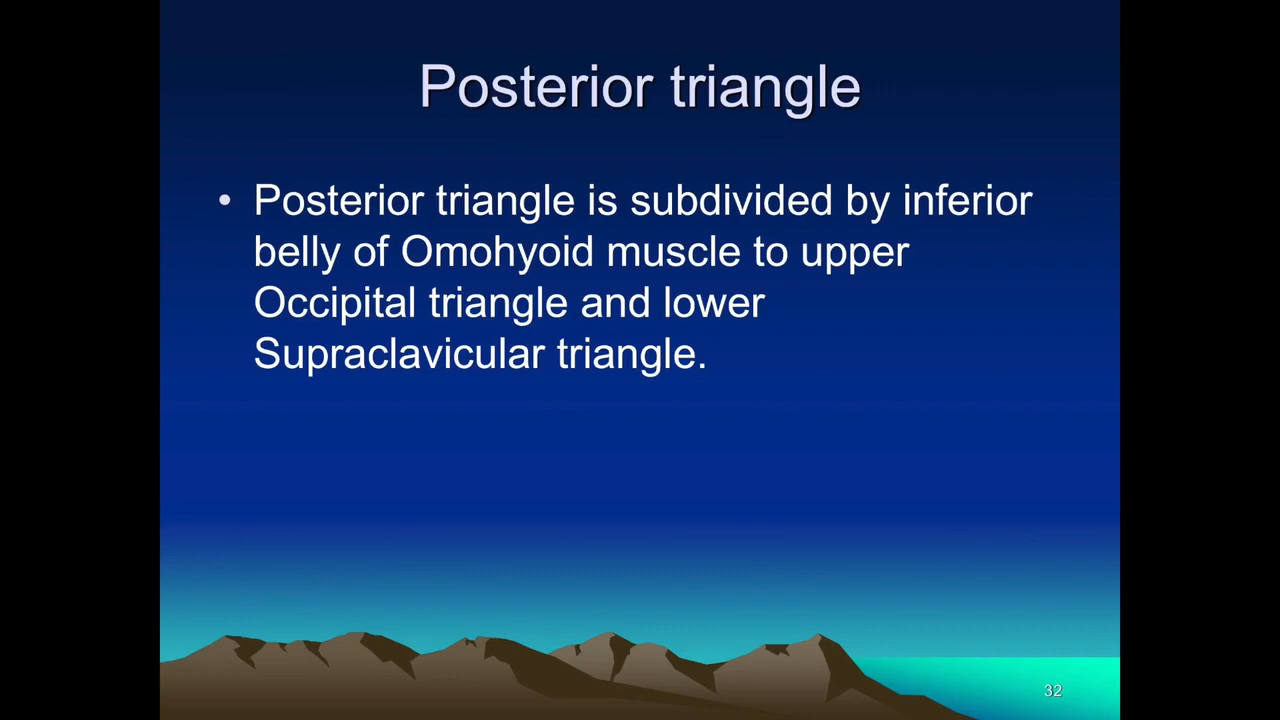 Posterior triangle
• Posterior triangle is subdivided by inferior
belly of Omohyoid muscle to upper
Occipital triangle and lower
Supraclavicular triangle.
32